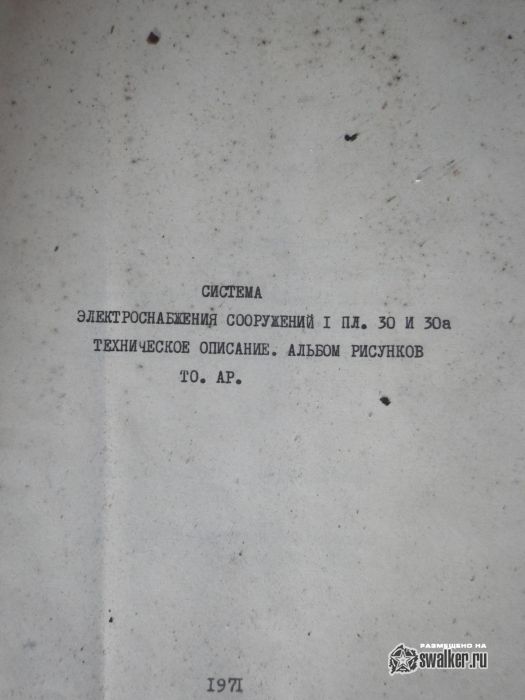 СИСТЕМА
ЭЛЕКТРОСНАБЖЕНИЯ СООРУЖЕНИЙ I ПЛ. 30 И 30а
ТЕХНИЧЕСКОЕ ОПИСАНИЕ. АЛЬБОМ РИСУНКОВ
ТО. АР.
1971
РАЗМЕЩЕНО НА
swalker.ru